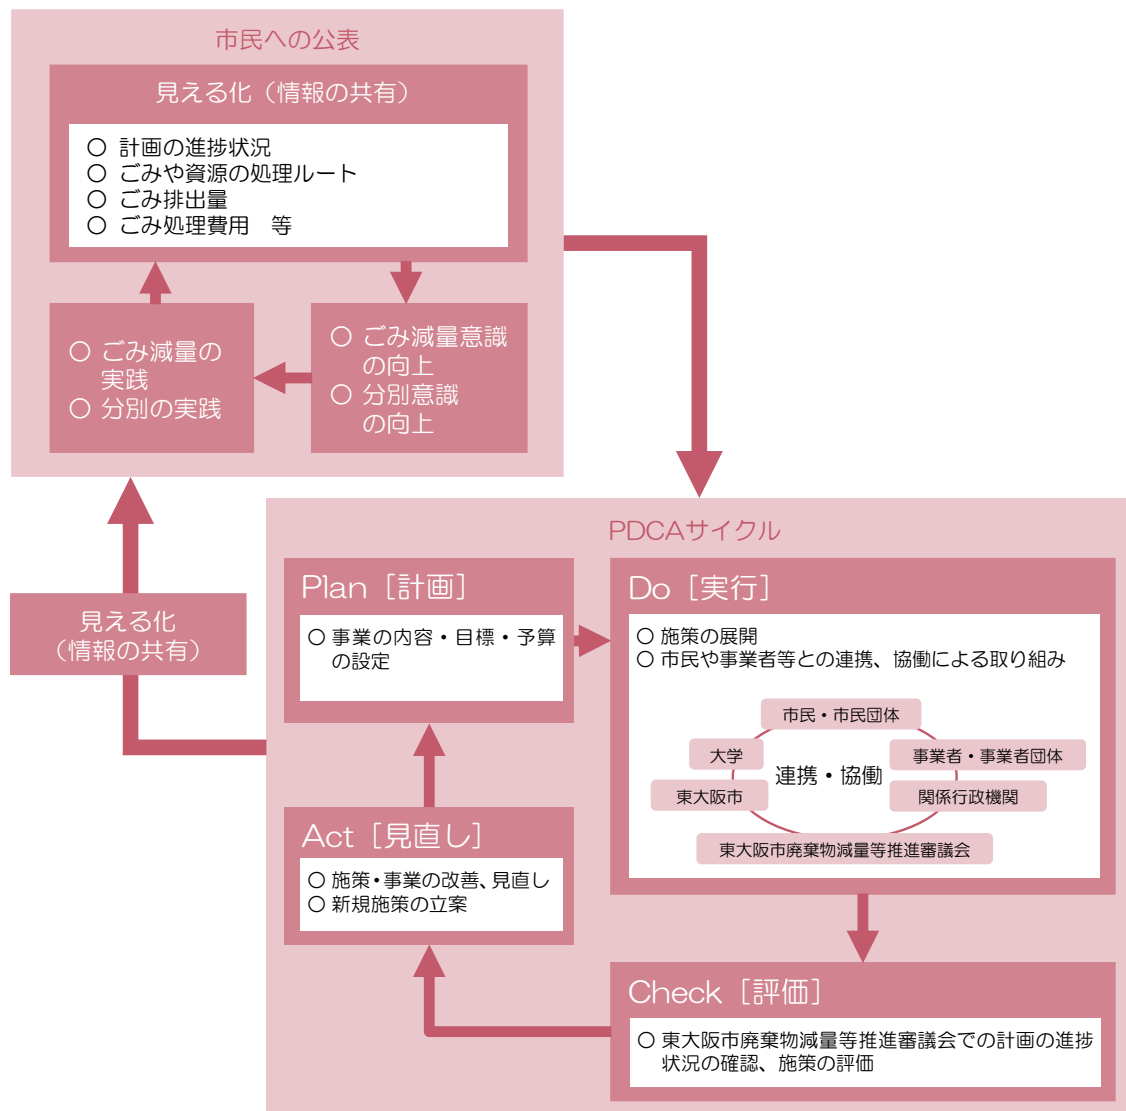 市民への公表
見える化（情報の共有）
○ 計画の進捗状況
○ ごみや資源の処理ルート
○ ごみ排出量
○ ごみ処理費用　等
○ ごみ減量の
実践
○ 分別の実践
○ ごみ減量意識
の向上
○ 分別意識
の向上
見える化
（情報の共有）
PDCAサイクル
Plan［計画］
○ 事業の内容・目標・予算
の設定
Do［実行］
○ 施策の展開
○ 市民や事業者等との連携、協働による取り組み
市民・市民団体
大学
事業者・事業者団体
連携・協働
東大阪市
関係行政機関
東大阪市廃棄物減量等推進審議会
Act［見直し］
○ 施策・事業の改善、見直し
○ 新規施策の立案
Check［評価］
○ 東大阪市廃棄物減量等推進審議会での計画の進捗
状況の確認、施策の評価